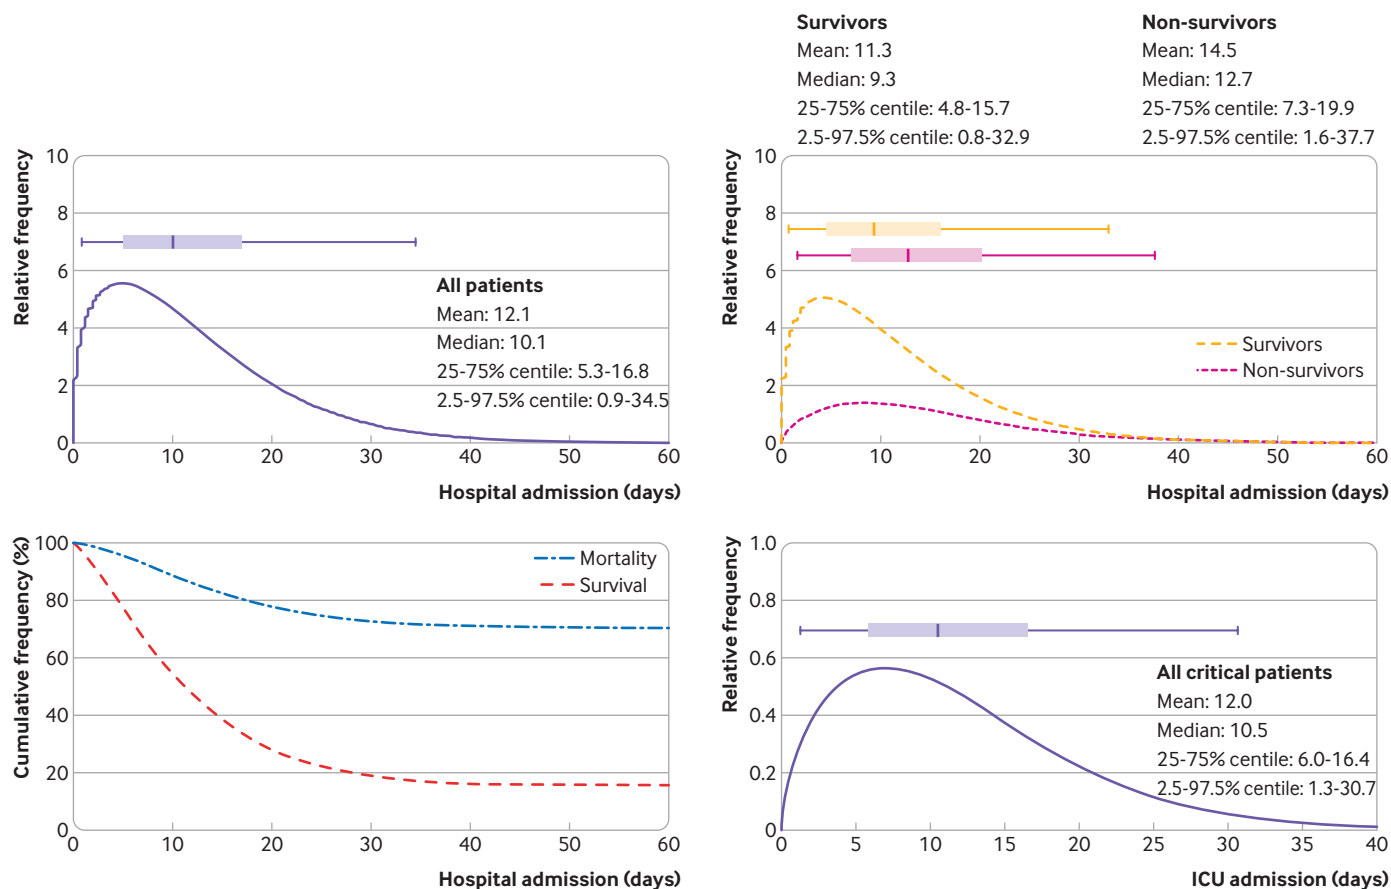 Survivors
Mean: 11.3
Median: 9.3
25-75% centile: 4.8-15.7
2.5-97.5% centile: 0.8-32.9
Non-survivors
Mean: 14.5
Median: 12.7
25-75% centile: 7.3-19.9
2.5-97.5% centile: 1.6-37.7
Relative frequency
10
8
6
4
2
0
All patients
Mean: 12.1
Median: 10.1
25-75% centile: 5.3-16.8
2.5-97.5% centile: 0.9-34.5
0 10 20 30 40 50 60
Hospital admission (days)
Relative frequency
10
8
6
4
2
0
Survivors
Non-survivors
0 10 20 30 40 50 60
Hospital admission (days)
Cumulative frequency (%)
100
80
60
40
20
0
Mortality
Survival
0 10 20 30 40 50 60
Hospital admission (days)
Relative frequency
1.0
0.8
0.6
0.4
0.2
0
All critical patients
Mean: 12.0
Median: 10.5
25-75% centile: 6.0-16.4
2.5-97.5% centile: 1.3-30.7
0 5 10 15 20 25 30 35 40
ICU admission (days)